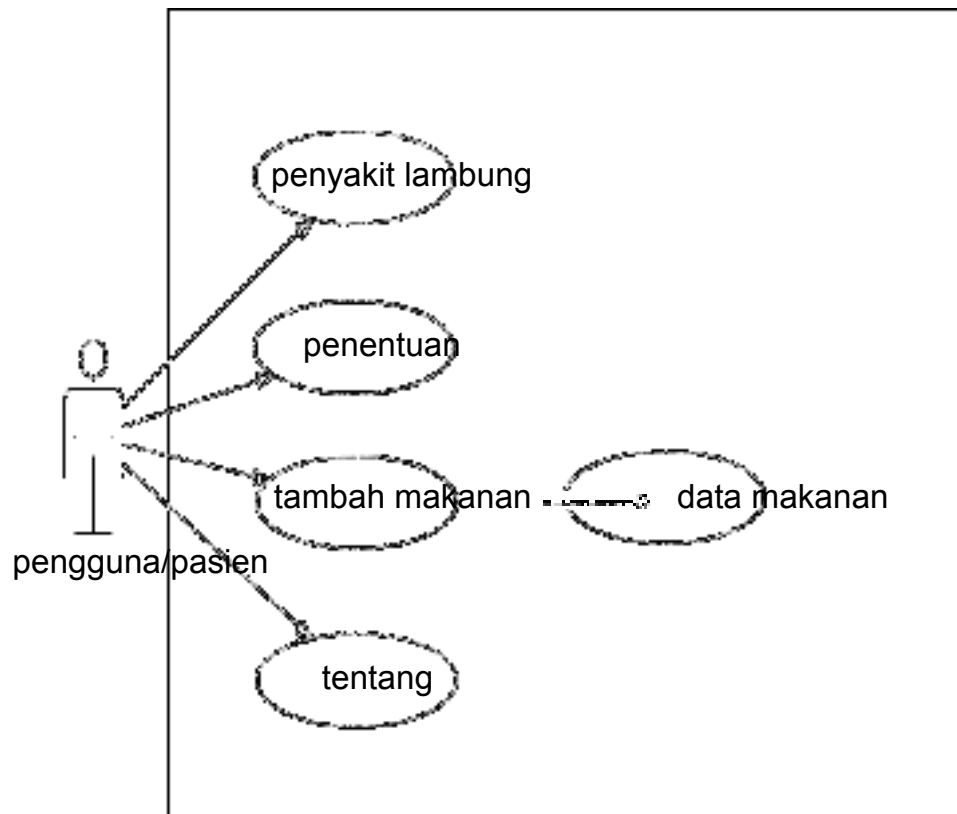 penyakit lambung
penentuan
tambah makanan
data makanan
pengguna/pasien
tentang